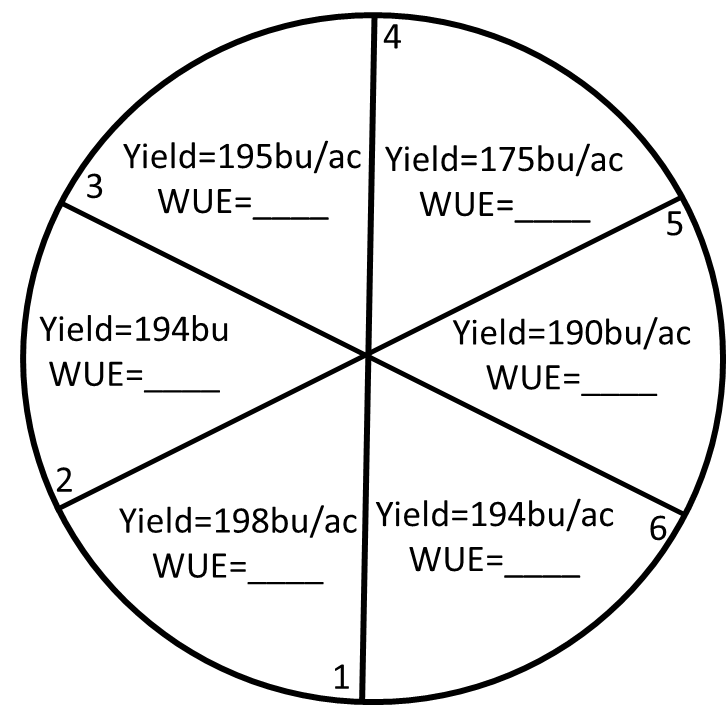 4
Yield=195bu/ac
WUE=____
Yield=175bu/ac
WUE=____
3
5
Yield=194bu
WUE=____
Yield=190bu/ac
WUE=____
2
Yield=198bu/ac
WUE=____
Yield=194bu/ac
WUE=____
6
1